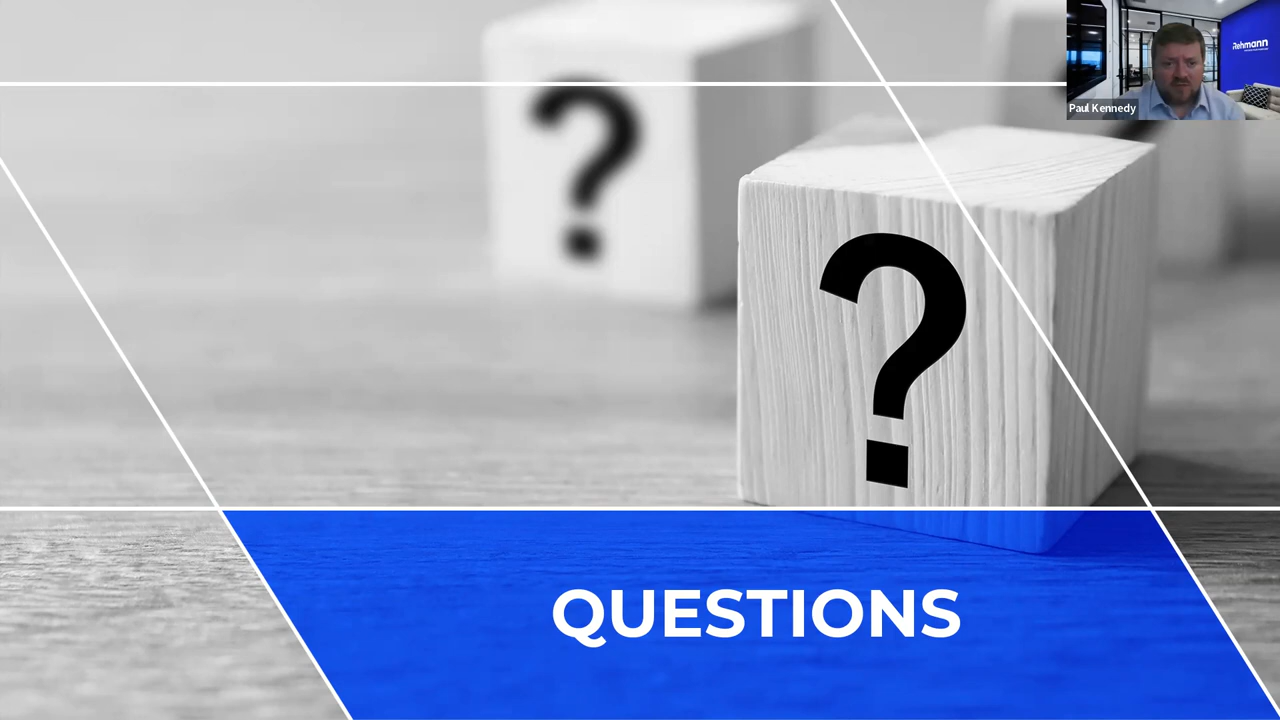 ?
Rehmann
Paul Kennedy
?
QUESTIONS